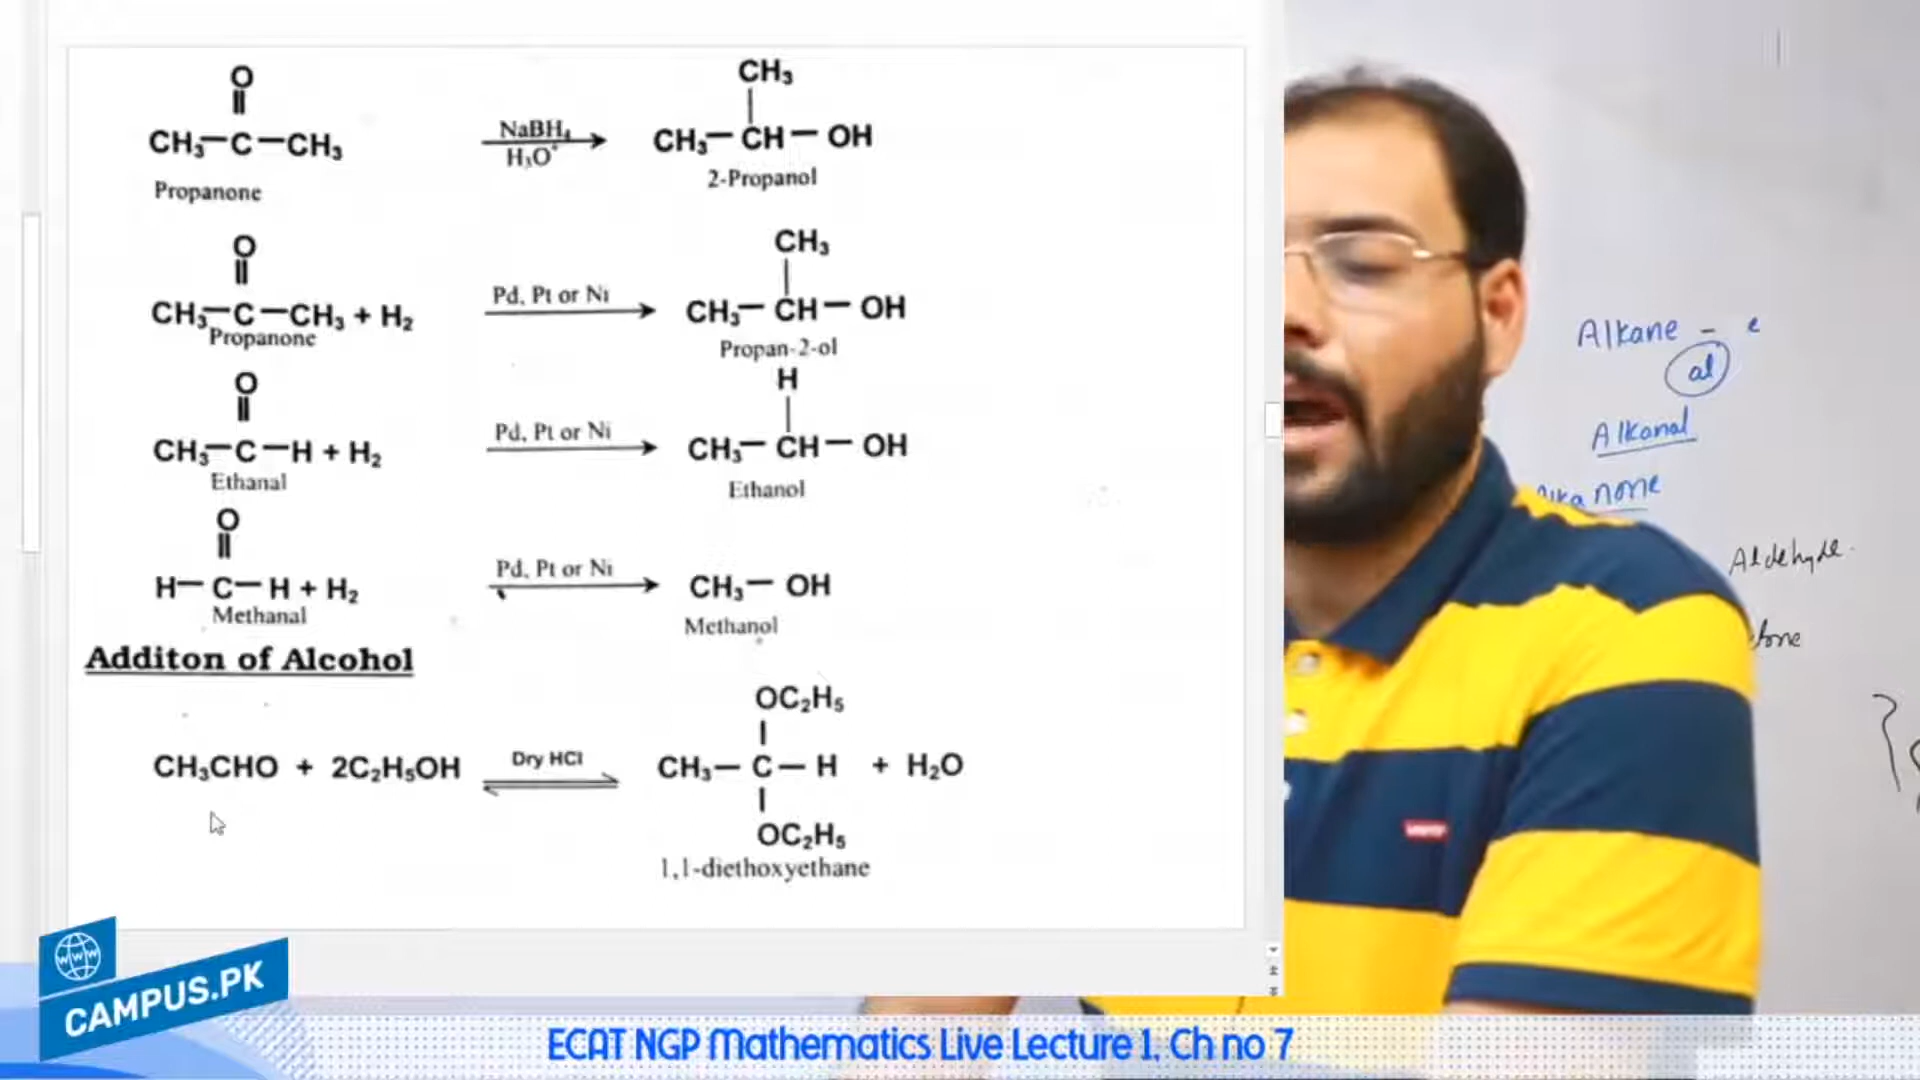 O
CH₃
CH₃—C—CH₃
NaBH₄
H₃O⁺
CH₃—CH—OH
Propanone
2-Propanol
O
CH₃
CH₃—C—CH₃ + H₂
Pd, Pt or Ni
CH₃—CH—OH
Propanone
Propan-2-ol
O
H
CH₃—C—H + H₂
Pd, Pt or Ni
CH₃—CH—OH
Ethanal
Ethanol
O
H—C—H + H₂
Pd, Pt or Ni
CH₃—OH
Methanal
Methanol
Additon of Alcohol
OC₂H₅
CH₃CHO + 2C₂H₅OH
Dry HCl
CH₃—C—H + H₂O
OC₂H₅
1,1-diethoxyethane
Alkane - e
al
Alkanal
none
Aldehyde.
www
CAMPUS.PK
ECAT NGP Mathematics Live Lecture 1, Ch no 7